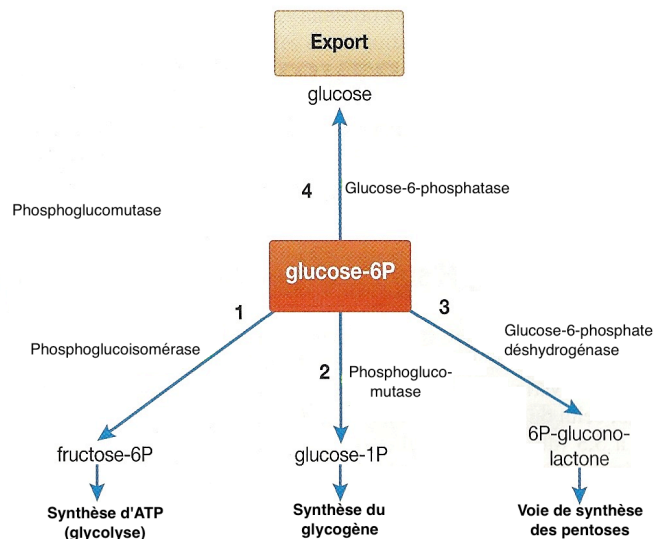 Export
glucose
4
Glucose-6-phosphatase
Phosphoglucomutase
glucose-6P
1
3
Phosphoglucoisomérase
Glucose-6-phosphate
déshydrogénase
2
Phosphogluco-
mutase
fructose-6P
glucose-1P
6P-glucono-
lactone
Synthèse d'ATP
(glycolyse)
Synthèse du
glycogène
Voie de synthèse
des pentoses